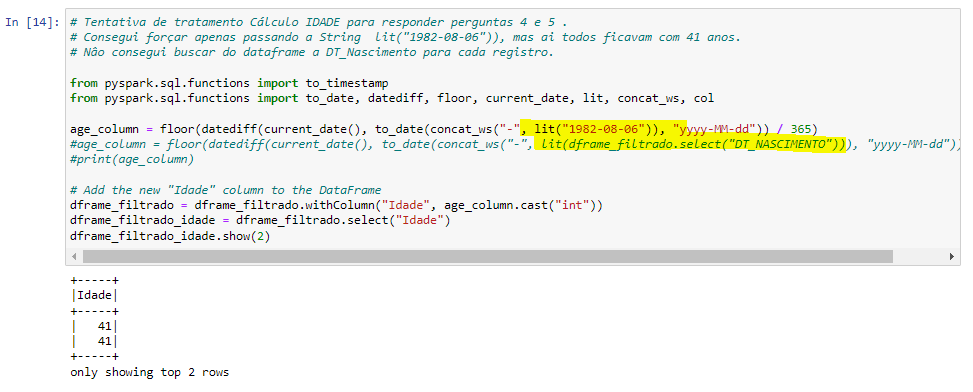 In [14]: # Tentativa de tratamento Cálculo IDADE para responder perguntas 4 e 5 .
# Consegui forçar apenas passando a String  lit("1982-08-06")), mas ai todos ficavam com 41 anos.
# Não consegui buscar do dataframe a DT_Nascimento para cada registro.
from pyspark.sql.functions import to_timestamp
from pyspark.sql.functions import to_date, datediff, floor, current_date, lit, concat_ws, col
age_column = floor(datediff(current_date(), to_date(concat_ws("-", lit("1982-08-06")), "yyyy-MM-dd")) / 365)
#age_column = floor(datediff(current_date(), to_date(concat_ws("-", lit(dframe_filtrado.select("DT_NASCIMENTO"))), "yyyy-MM-dd"))
#print(age_column)
# Add the new "Idade" column to the DataFrame
dframe_filtrado = dframe_filtrado.withColumn("Idade", age_column.cast("int"))
dframe_filtrado_idade = dframe_filtrado.select("Idade")
dframe_filtrado_idade.show(2)
+-----+
|Idade|
+-----+
|   41|
|   41|
+-----+
only showing top 2 rows